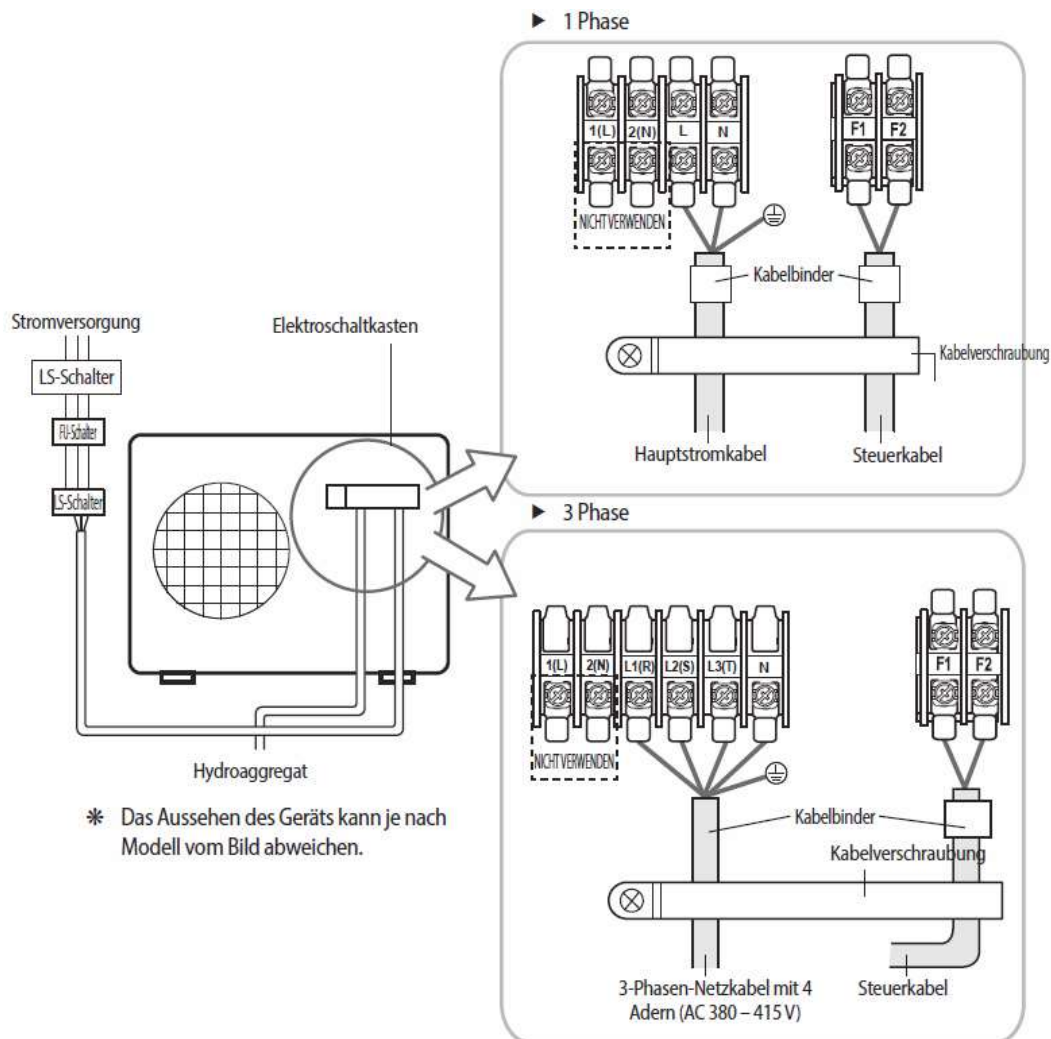 ▶ 1 Phase
1(L) 2(N) L N
F1 F2
NICHT VERWENDEN
Kabelbinder
Kabelverschraubung
Hauptstromkabel
Steuerkabel
Stromversorgung
LS-Schalter
FU-Schalter
LS-Schalter
Elektroschaltkasten
Hydroaggregat
✻ Das Aussehen des Geräts kann je nach
Modell vom Bild abweichen.
▶ 3 Phase
1(L) 2(N) L1(R) L2(S) L3(T) N
F1 F2
NICHT VERWENDEN
Kabelbinder
Kabelverschraubung
3-Phasen-Netzkabel mit 4
Adern (AC 380 – 415 V)
Steuerkabel